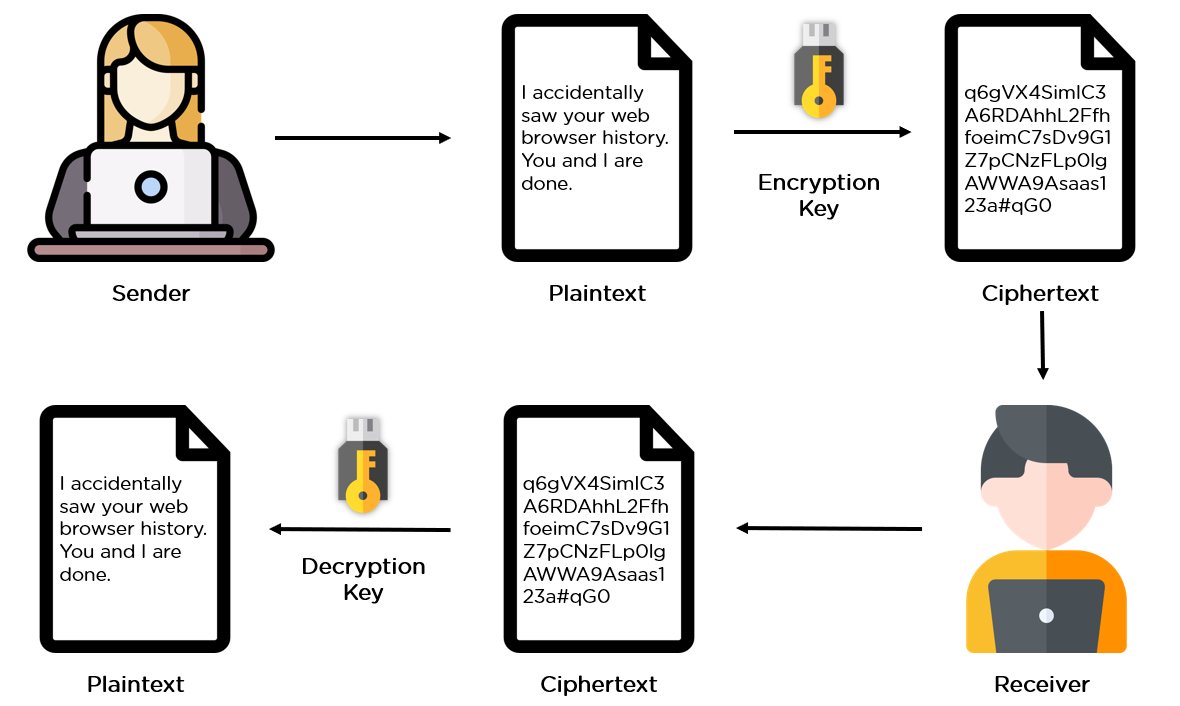 I accidentally
saw your web
browser history.
You and I are
done.
Encryption
Key
q6gVX4SimlC3
A6RDAhhL2Ffh
foeimC7sDv9G1
Z7pCNzFLp0lg
AWWA9Asaas1
23a#qG0
Sender
Plaintext
Ciphertext
I accidentally
saw your web
browser history.
You and I are
done.
Decryption
Key
q6gVX4SimlC3
A6RDAhhL2Ffh
foeimC7sDv9G1
Z7pCNzFLp0lg
AWWA9Asaas1
23a#qG0
Plaintext
Ciphertext
Receiver